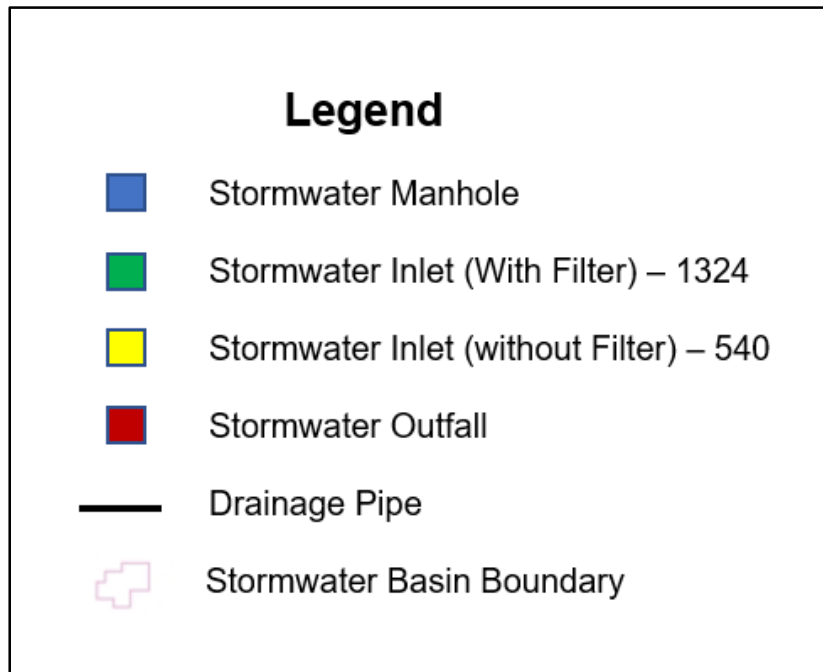 Legend
Stormwater Manhole
Stormwater Inlet (With Filter) – 1324
Stormwater Inlet (without Filter) – 540
Stormwater Outfall
Drainage Pipe
Stormwater Basin Boundary